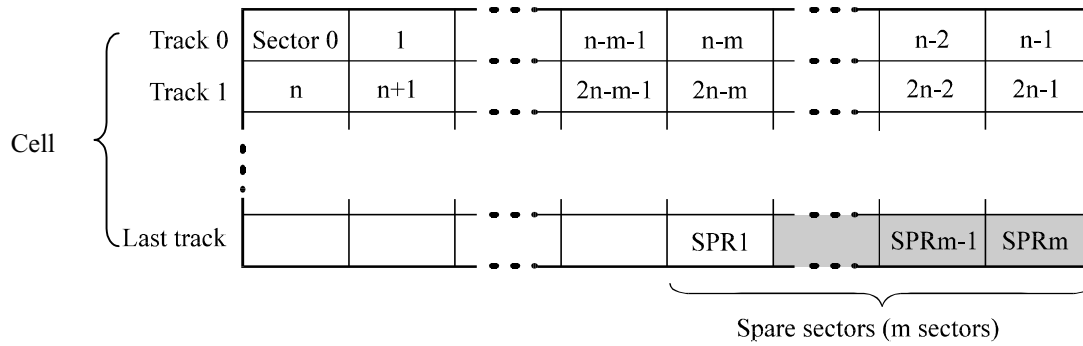 Track 0 Sector 0 1 n-m-1 n-m n-2 n-1
Track 1 n n+1 2n-m-1 2n-m 2n-2 2n-1
Cell
Last track SPR1 SPRm-1 SPRm
Spare sectors (m sectors)